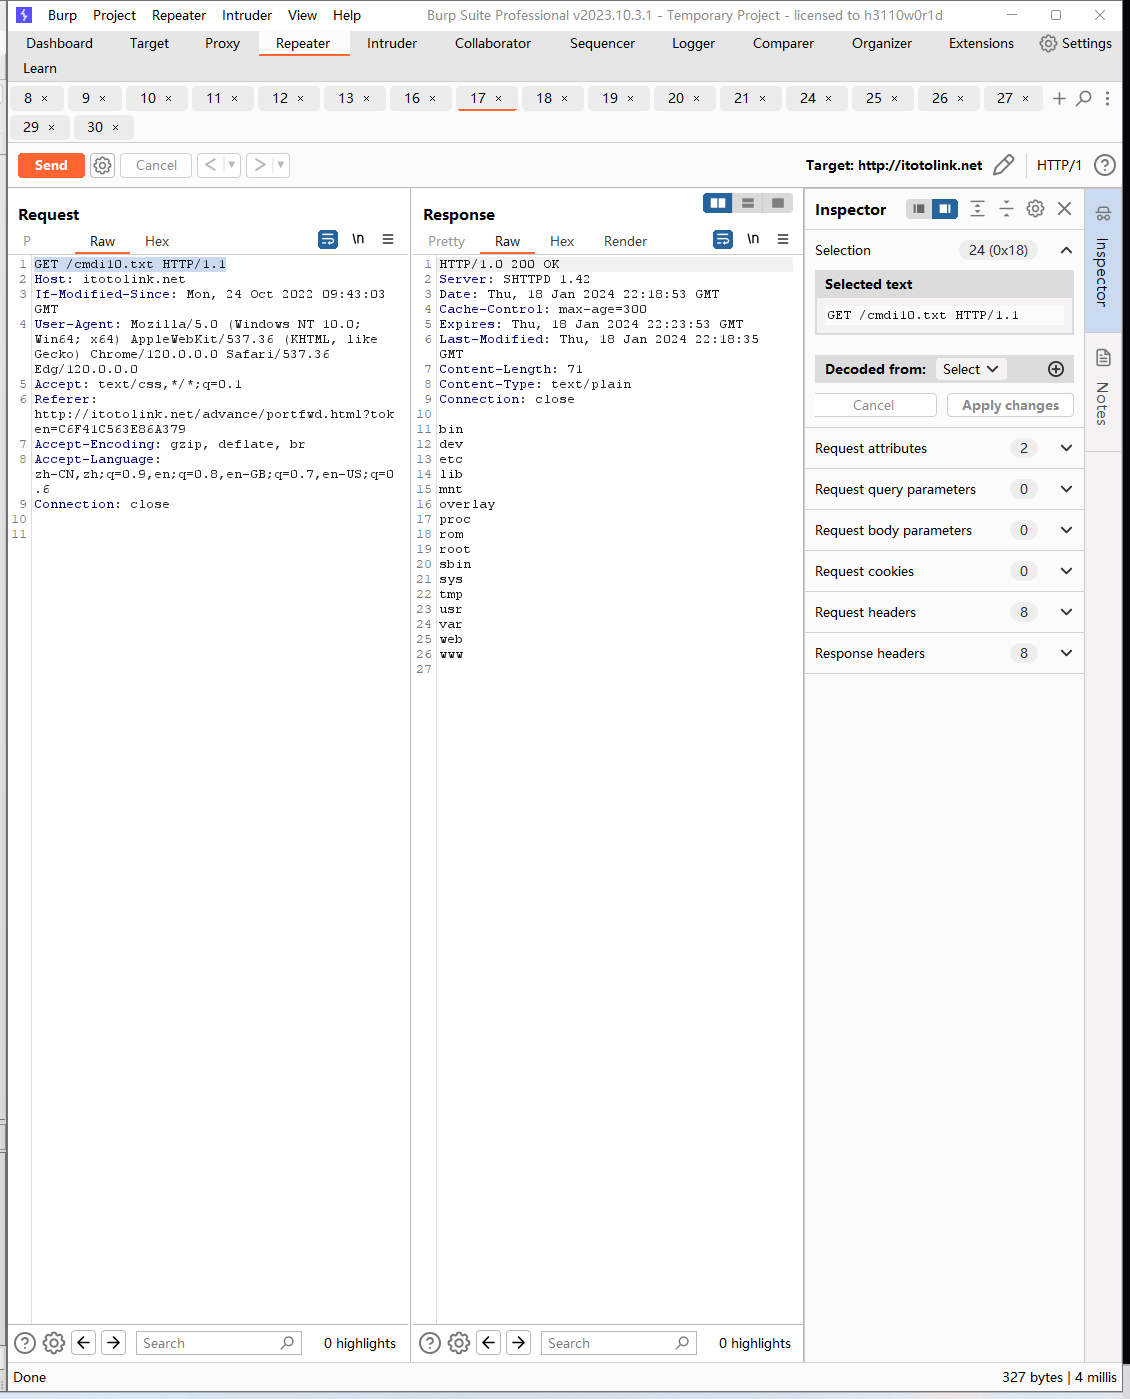 Burp Project Repeater Intruder View Help Burp Suite Professional v2023.10.3.1 - Temporary Project - licensed to h3110w0r1d
Dashboard Target Proxy Repeater Intruder Collaborator Sequencer Logger Comparer Organizer Extensions Settings
Learn
8 × 9 × 10 × 11 × 12 × 13 × 16 × 17 × 18 × 19 × 20 × 21 × 24 × 25 × 26 × 27 ×
29 × 30 ×
Send Cancel < > Target: http://itotolink.net HTTP/1
Request
P Raw Hex \n
1 GET /cmdi10.txt HTTP/1.1
2 Host: itotolink.net
3 If-Modified-Since: Mon, 24 Oct 2022 09:43:03
GMT
4 User-Agent: Mozilla/5.0 (Windows NT 10.0;
Win64; x64) AppleWebKit/537.36 (KHTML, like
Gecko) Chrome/120.0.0.0 Safari/537.36
Edg/120.0.0.0
5 Accept: text/css,*/*;q=0.1
6 Referer:
http://itotolink.net/advance/portfwd.html?tok
en=C6F41C563E86A379
7 Accept-Encoding: gzip, deflate, br
8 Accept-Language:
zh-CN,zh;q=0.9,en;q=0.8,en-GB;q=0.7,en-US;q=0
.6
9 Connection: close
10
11
Response
Pretty Raw Hex Render \n
1 HTTP/1.0 200 OK
2 Server: SHTTPD 1.42
3 Date: Thu, 18 Jan 2024 22:18:53 GMT
4 Cache-Control: max-age=300
5 Expires: Thu, 18 Jan 2024 22:23:53 GMT
6 Last-Modified: Thu, 18 Jan 2024 22:18:35
GMT
7 Content-Length: 71
8 Content-Type: text/plain
9 Connection: close
10
11 bin
12 dev
13 etc
14 lib
15 mnt
16 overlay
17 proc
18 rom
19 root
20 sbin
21 sys
22 tmp
23 usr
24 var
25 web
26 www
27
Inspector
Selection 24 (0x18)
Selected text
GET /cmdi10.txt HTTP/1.1
Decoded from: Select
Cancel Apply changes
Request attributes 2
Request query parameters 0
Request body parameters 0
Request cookies 0
Request headers 8
Response headers 8
Inspector
Notes
Search 0 highlights
Search 0 highlights
Done 327 bytes | 4 millis